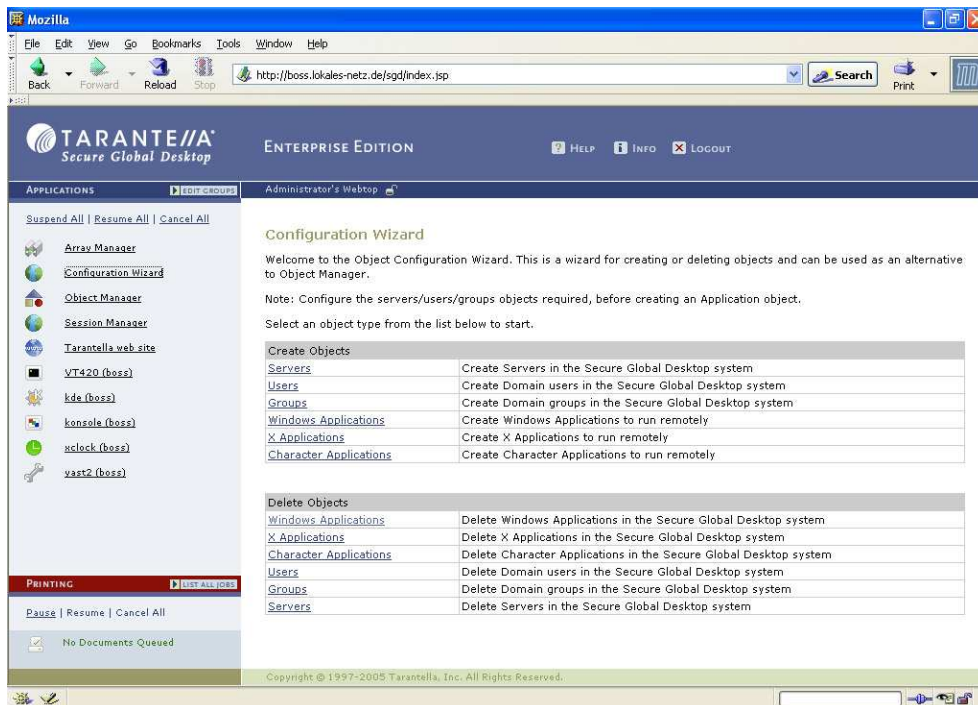 Mozilla
File Edit View Go Bookmarks Tools Window Help
Back Forward Reload Stop http://boss.lokales-netz.de/sgd/index.jsp Search Print
TARANTELLA
Secure Global Desktop
ENTERPRISE EDITION
HELP INFO LOGOUT
APPLICATIONS EDIT GROUPS
Administrator's Webtop
Suspend All | Resume All | Cancel All
Array Manager
Configuration Wizard
Object Manager
Session Manager
Tarantella web site
VT420 (boss)
kde (boss)
konsole (boss)
xclock (boss)
yast2 (boss)
PRINTING LIST ALL JOBS
Pause | Resume | Cancel All
No Documents Queued
Configuration Wizard
Welcome to the Object Configuration Wizard. This is a wizard for creating or deleting objects and can be used as an alternative
to Object Manager.
Note: Configure the servers/users/groups objects required, before creating an Application object.
Select an object type from the list below to start.
Create Objects
Servers Create Servers in the Secure Global Desktop system
Users Create Domain users in the Secure Global Desktop system
Groups Create Domain groups in the Secure Global Desktop system
Windows Applications Create Windows Applications to run remotely
X Applications Create X Applications to run remotely
Character Applications Create Character Applications to run remotely
Delete Objects
Windows Applications Delete Windows Applications in the Secure Global Desktop system
X Applications Delete X Applications in the Secure Global Desktop system
Character Applications Delete Character Applications in the Secure Global Desktop system
Users Delete Domain users in the Secure Global Desktop system
Groups Delete Domain groups in the Secure Global Desktop system
Servers Delete Servers in the Secure Global Desktop system
Copyright © 1997-2005 Tarantella, Inc. All Rights Reserved.